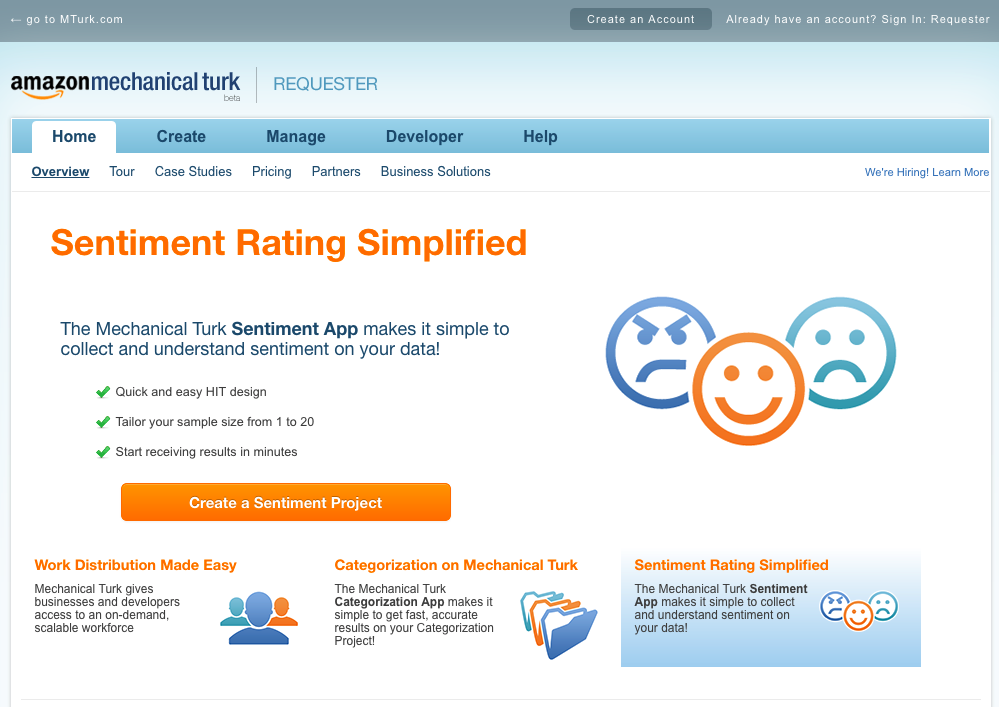 ← go to MTurk.com
Create an Account
Already have an account? Sign In: Requester
amazonmechanical turk
beta
REQUESTER
Home
Create
Manage
Developer
Help
Overview
Tour
Case Studies
Pricing
Partners
Business Solutions
We're Hiring! Learn More
Sentiment Rating Simplified
The Mechanical Turk Sentiment App makes it simple to
collect and understand sentiment on your data!
Quick and easy HIT design
Tailor your sample size from 1 to 20
Start receiving results in minutes
Create a Sentiment Project
Work Distribution Made Easy
Mechanical Turk gives
businesses and developers
access to an on-demand,
scalable workforce
Categorization on Mechanical Turk
The Mechanical Turk
Categorization App makes it
simple to get fast, accurate
results on your Categorization
Project!
Sentiment Rating Simplified
The Mechanical Turk Sentiment
App makes it simple to collect
and understand sentiment on
your data!